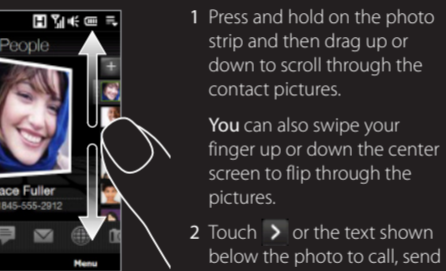 People
ace Fuller
845-555-2912
Menu
1 Press and hold on the photo
strip and then drag up or
down to scroll through the
contact pictures.
You can also swipe your
finger up or down the center
screen to flip through the
pictures.
2 Touch > or the text shown
below the photo to call, send